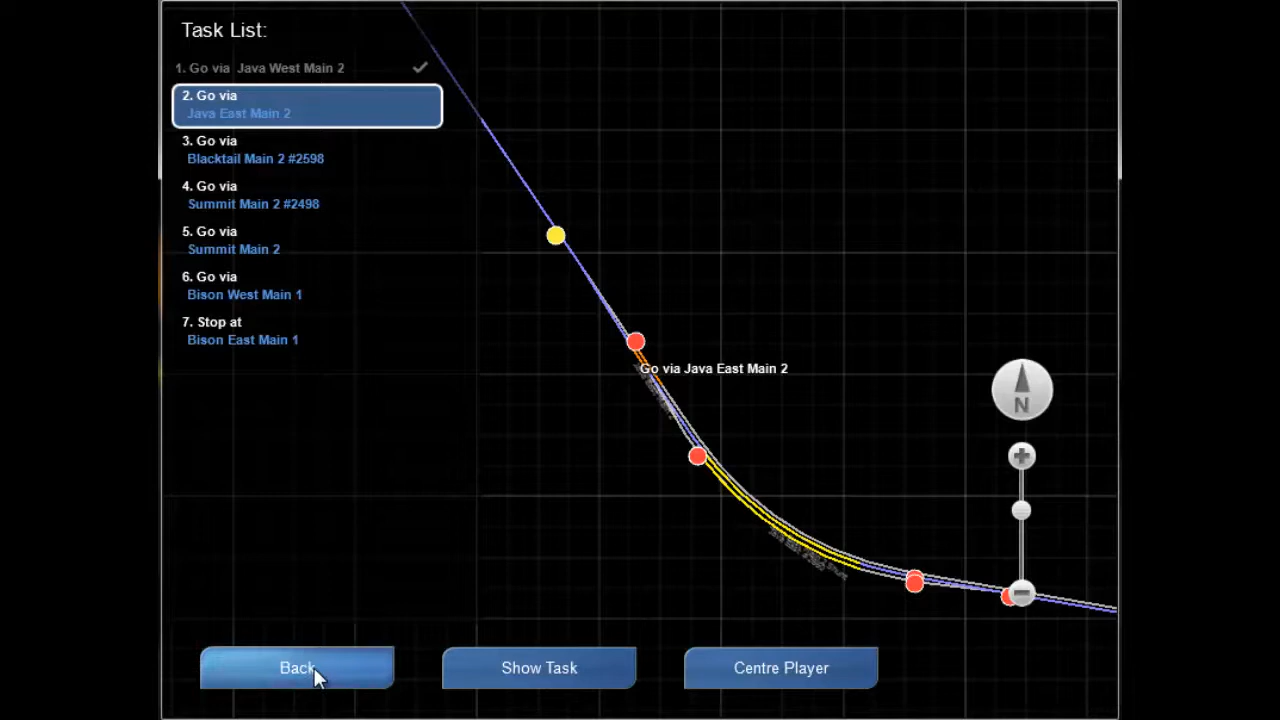 Task List:
1. Go via Java West Main 2
2. Go via
Java East Main 2
3. Go via
Blacktail Main 2 #2598
4. Go via
Summit Main 2 #2498
5. Go via
Summit Main 2
6. Go via
Bison West Main 1
7. Stop at
Bison East Main 1
Go via Java East Main 2
N
Back
Show Task
Centre Player